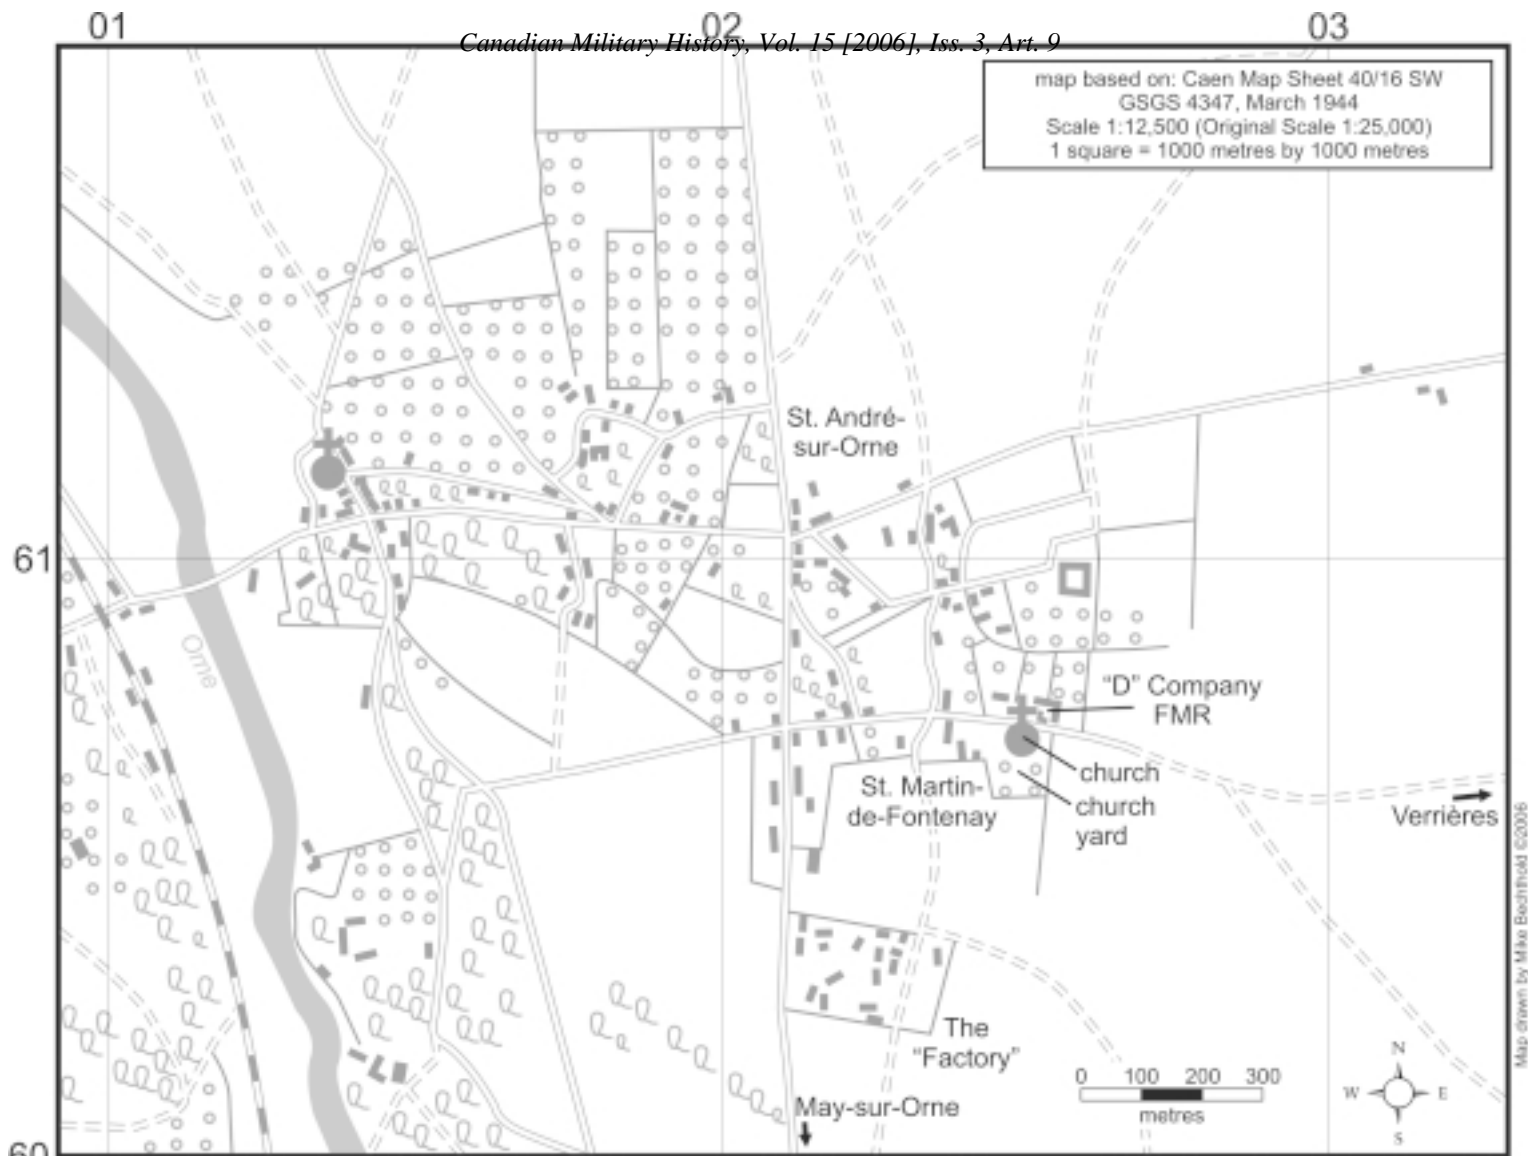 01 02 03
Canadian Military History, Vol. 15 [2006], Iss. 3, Art. 9
map based on: Caen Map Sheet 40/16 SW
GSGS 4347, March 1944
Scale 1:12,500 (Original Scale 1:25,000)
1 square = 1000 metres by 1000 metres
St. André-
sur-Orne
61
Orne
"D" Company
FMR
church
church
yard
St. Martin-
de-Fontenay
Verrières
The
"Factory"
May-sur-Orne
0 100 200 300
metres
N
W E
S
60
Map drawn by Mike Bechthold ©2006